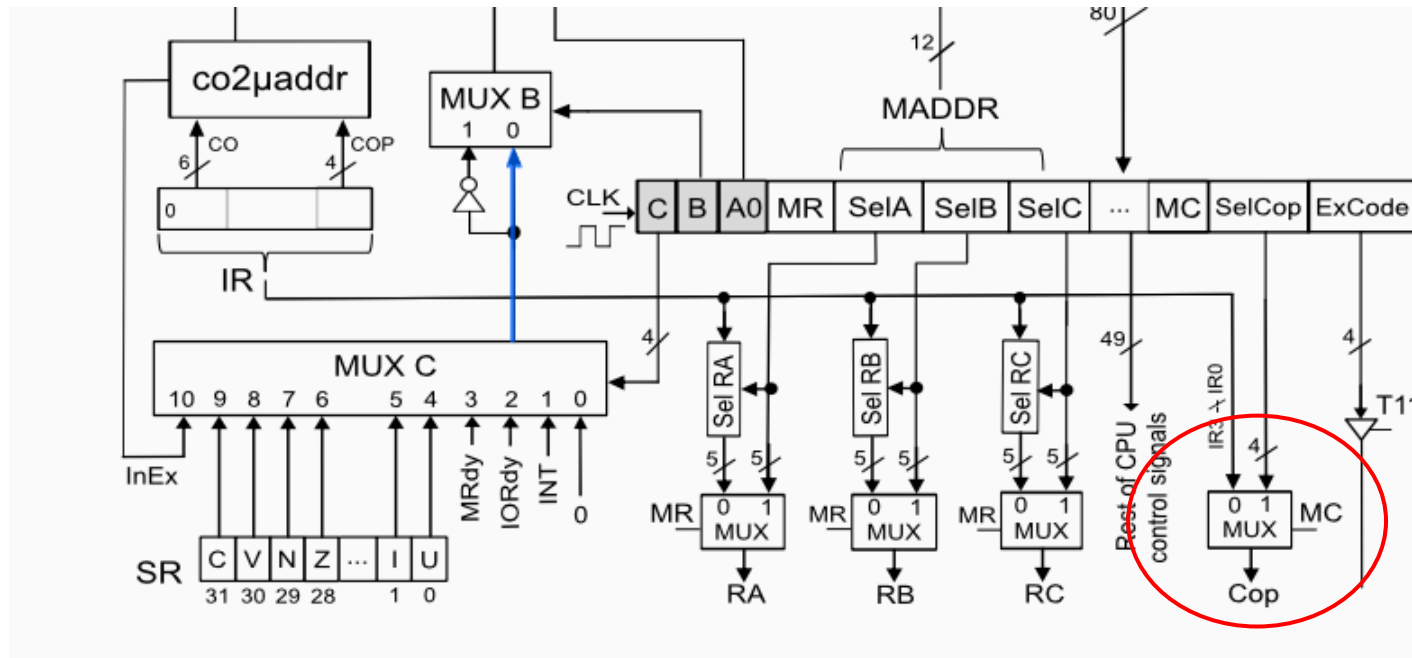 80
12
co2µaddr
MUX B
1 0
MADDR
CO
COP
6
4
CLK
C B A0 MR SelA SelB SelC ... MC SelCop ExCode
0
IR
4
49
4
MUX C
Sel RA
Sel RB
Sel RC
IR3 - IR0
10 9 8 7 6 5 4 3 2 1 0
T11
5 5 5 5 5 5
4
InEx
MRdy
IORdy
INT
0
Rest of CPU
control signals
MR 0 1 MUX
MR 0 1 MUX
MR 0 1 MUX
0 1 MUX MC
SR C V N Z ... I U
31 30 29 28 1 0
RA RB RC Cop